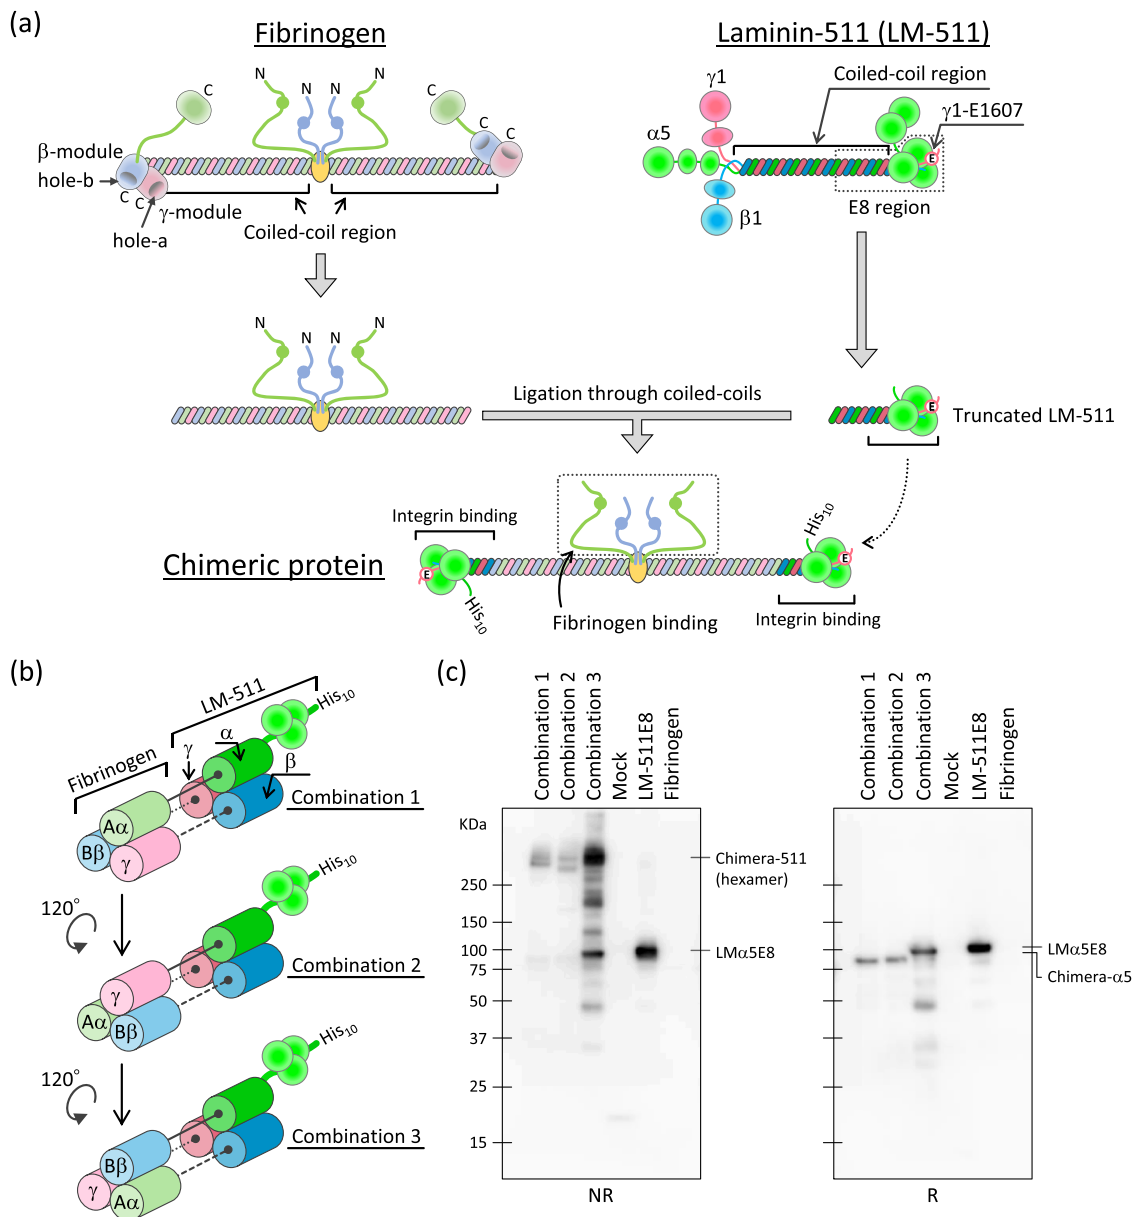 (a)
Fibrinogen
Laminin-511 (LM-511)
N N N N
C
C
C
C
C
C
β-module
hole-b
γ-module
hole-a
Coiled-coil region
Coiled-coil region
γ1
α5
β1
γ1-E1607
E
E8 region
N N N N
Ligation through coiled-coils
E
Truncated LM-511
Integrin binding
His10
Chimeric protein
E
E
His10
Fibrinogen binding
Integrin binding
(b)
LM-511
His10
Fibrinogen
γ
α
β
Aα
Bβ
γ
Combination 1
120°
His10
γ
Aα
Bβ
Combination 2
120°
His10
Bβ
γ
Aα
Combination 3
(c)
Combination 1
Combination 2
Combination 3
Mock
LM-511E8
Fibrinogen
KDa
250
150
100
75
50
37
25
15
Chimera-511
(hexamer)
LMα5E8
NR
Combination 1
Combination 2
Combination 3
Mock
LM-511E8
Fibrinogen
LMα5E8
Chimera-α5
R